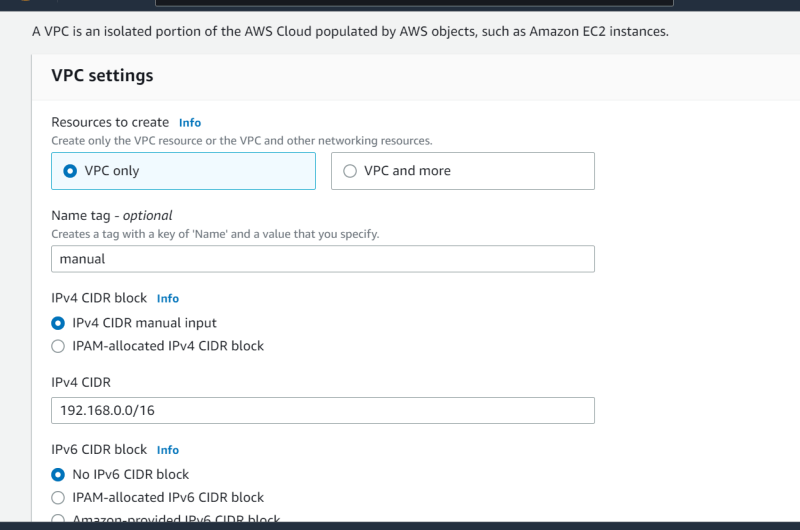 A VPC is an isolated portion of the AWS Cloud populated by AWS objects, such as Amazon EC2 instances.
VPC settings
Resources to create Info
Create only the VPC resource or the VPC and other networking resources.
VPC only
VPC and more
Name tag - optional
Creates a tag with a key of 'Name' and a value that you specify.
manual
IPv4 CIDR block Info
IPv4 CIDR manual input
IPAM-allocated IPv4 CIDR block
IPv4 CIDR
192.168.0.0/16
IPv6 CIDR block Info
No IPv6 CIDR block
IPAM-allocated IPv6 CIDR block
Amazon-provided IPv6 CIDR block